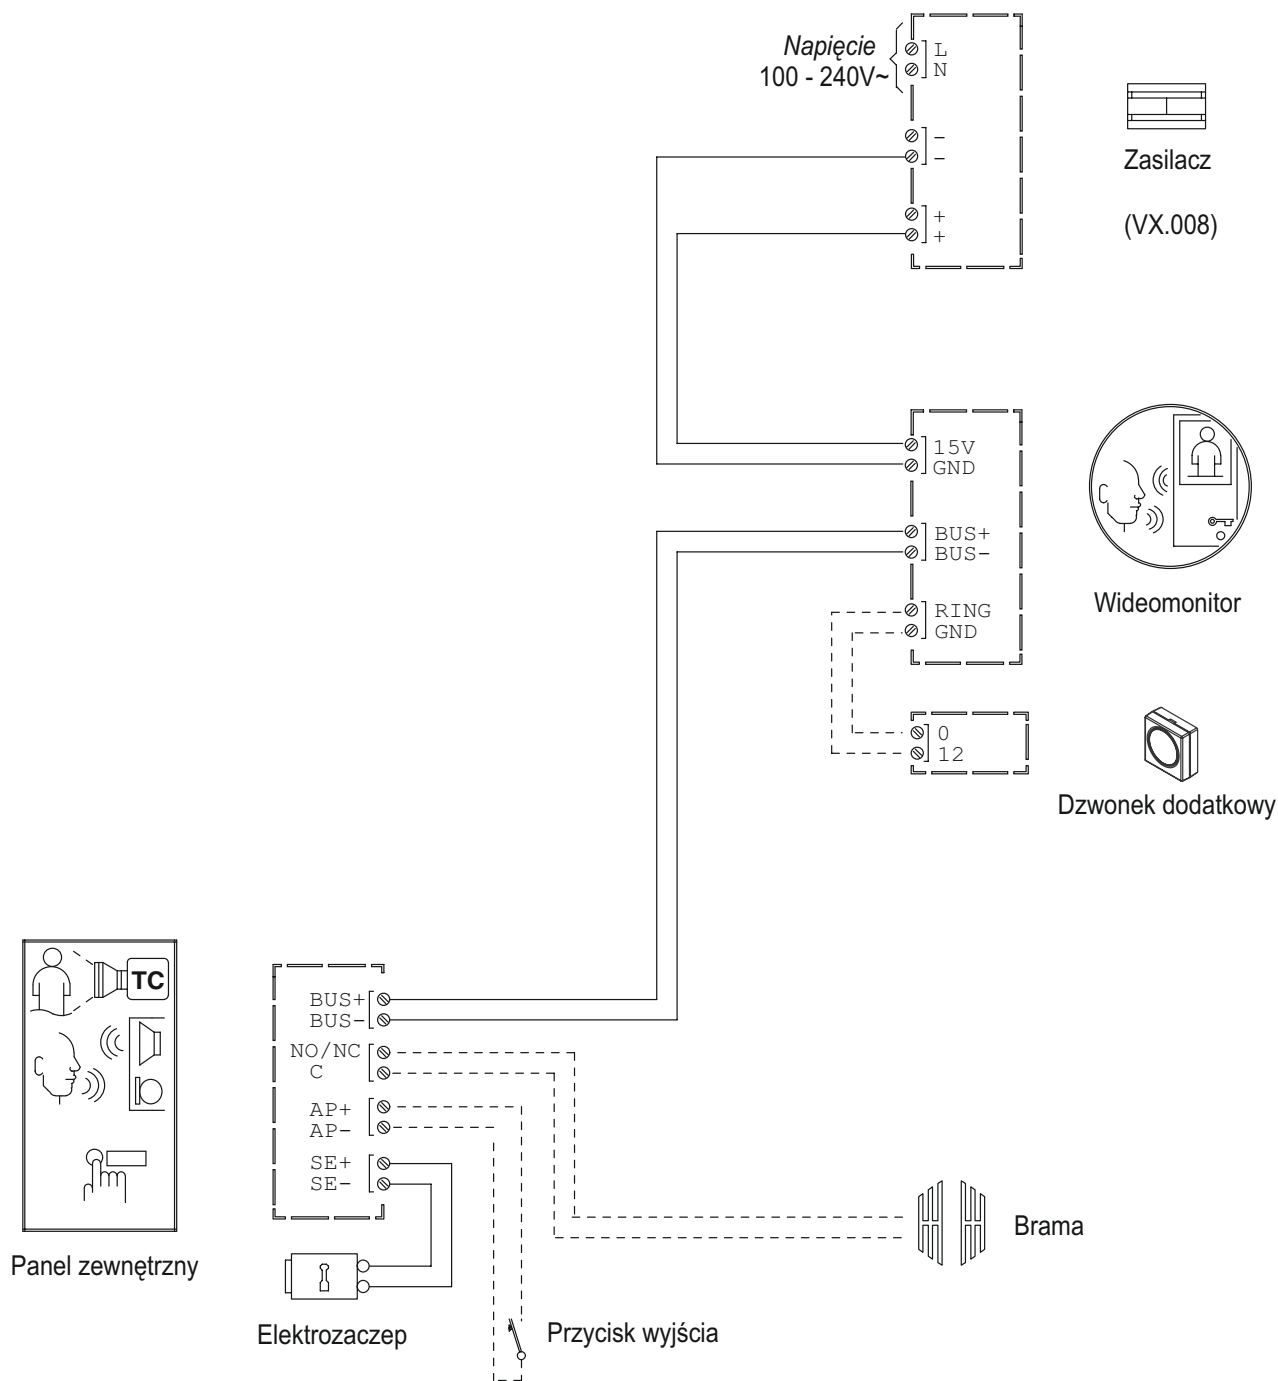 Napięcie
100 - 240V~
L
N
-
-
+
+
Zasilacz
(VX.008)
15V
GND
BUS+
BUS-
RING
GND
Wideomonitor
0
12
Dzwonek dodatkowy
TC
BUS+
BUS-
NO/NC
C
AP+
AP-
SE+
SE-
Brama
Panel zewnętrzny
Elektrozaczep
Przycisk wyjścia